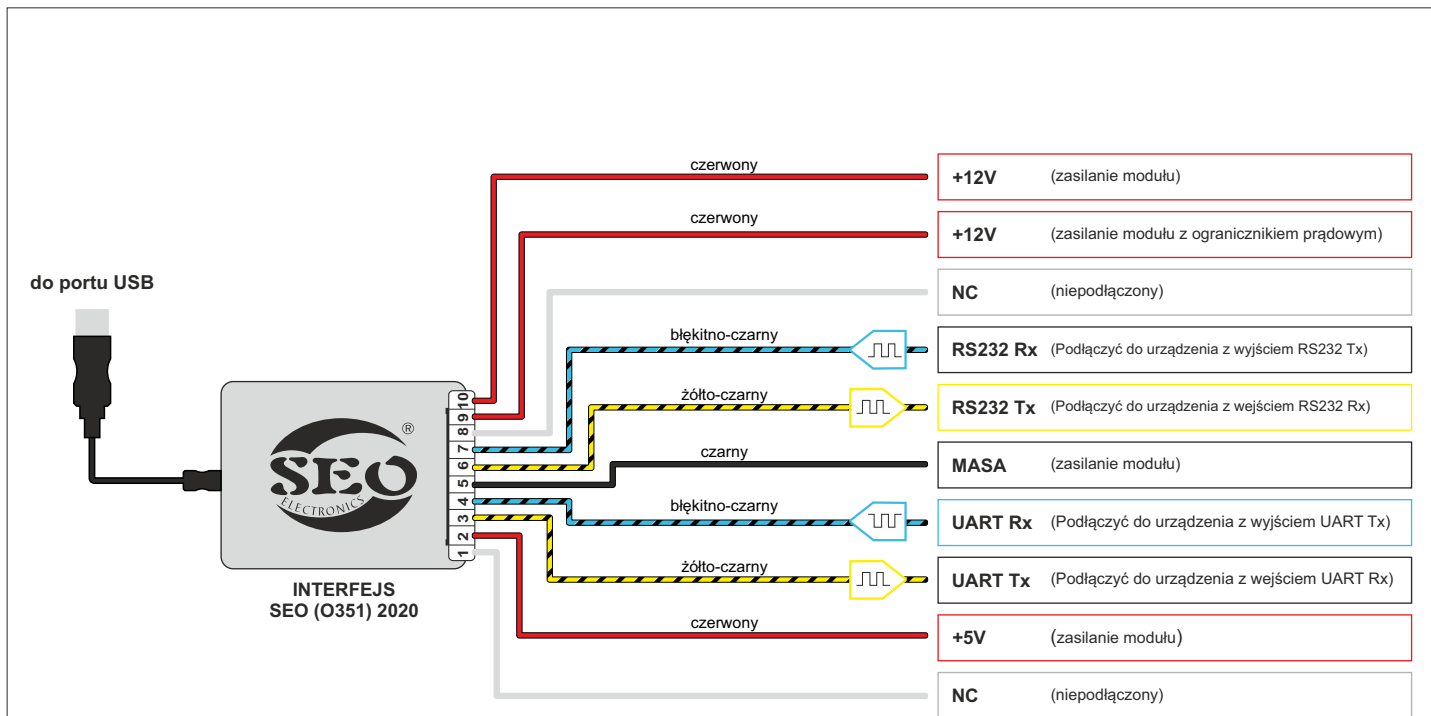 czerwony
+12V (zasilanie modułu)
czerwony
+12V (zasilanie modułu z ogranicznikiem prądowym)
do portu USB
NC (niepodłączony)
błękitno-czarny
RS232 Rx (Podłączyć do urządzenia z wyjściem RS232 Tx)
żółto-czarny
RS232 Tx (Podłączyć do urządzenia z wejściem RS232 Rx)
czarny
MASA (zasilanie modułu)
błękitno-czarny
UART Rx (Podłączyć do urządzenia z wyjściem UART Tx)
żółto-czarny
UART Tx (Podłączyć do urządzenia z wejściem UART Rx)
czerwony
+5V (zasilanie modułu)
NC (niepodłączony)
10
9
8
7
6
5
4
3
2
1
SEO ®
ELECTRONICS
INTERFEJS
SEO (O351) 2020